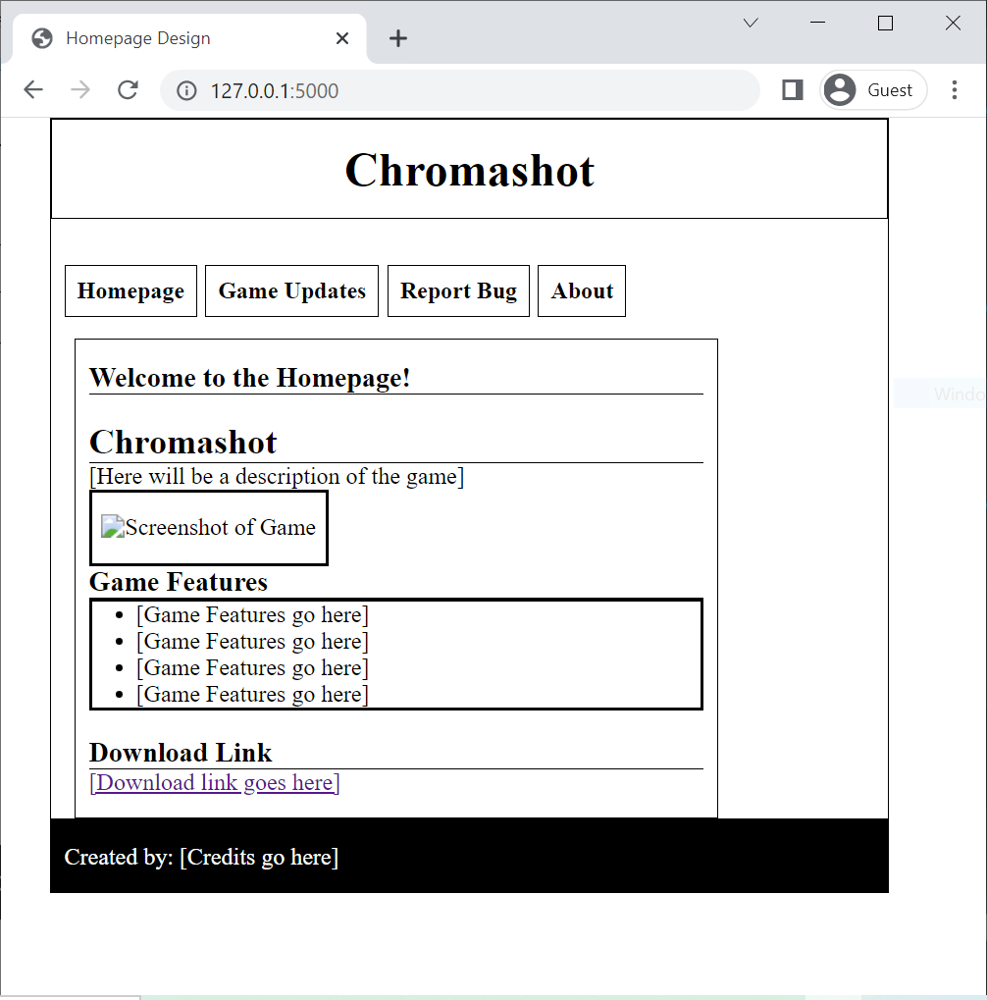 Homepage Design
127.0.0.1:5000
Guest
Chromashot
Homepage Game Updates Report Bug About
Welcome to the Homepage!
Windo
Chromashot
[Here will be a description of the game]
Screenshot of Game
Game Features
[Game Features go here]
[Game Features go here]
[Game Features go here]
[Game Features go here]
Download Link
[Download link goes here]
Created by: [Credits go here]